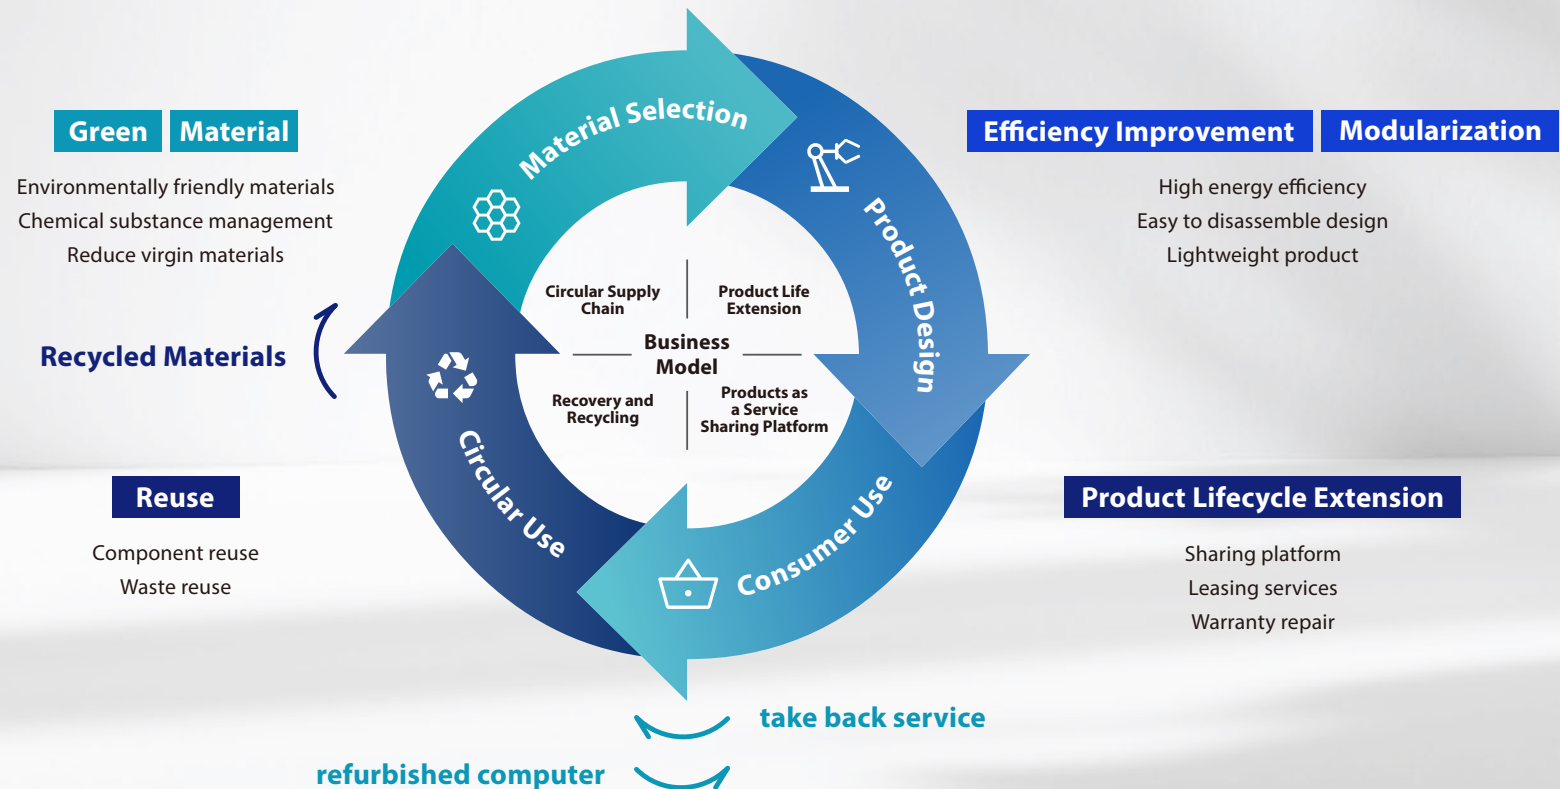 Green Material
Environmentally friendly materials
Chemical substance management
Reduce virgin materials
Recycled Materials
Reuse
Component reuse
Waste reuse
Material Selection
Product Design
Consumer Use
Circular Use
Circular Supply
Chain
Product Life
Extension
Business
Model
Recovery and
Recycling
Products as
a Service
Sharing Platform
Efficiency Improvement Modularization
High energy efficiency
Easy to disassemble design
Lightweight product
Product Lifecycle Extension
Sharing platform
Leasing services
Warranty repair
take back service
refurbished computer